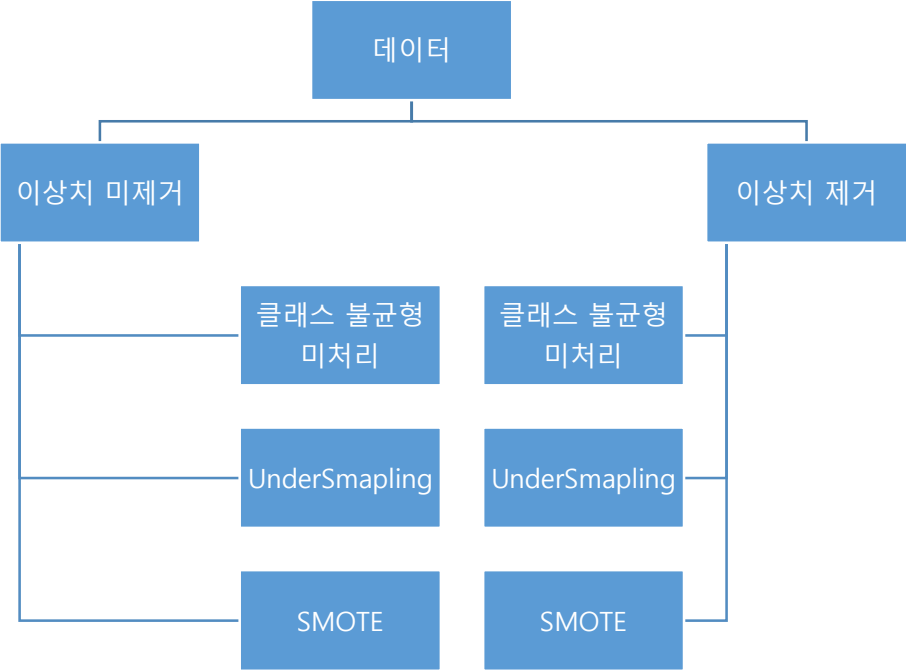 데이터
이상치 미제거
이상치 제거
클래스 불균형
미처리
클래스 불균형
미처리
UnderSmapling
UnderSmapling
SMOTE
SMOTE